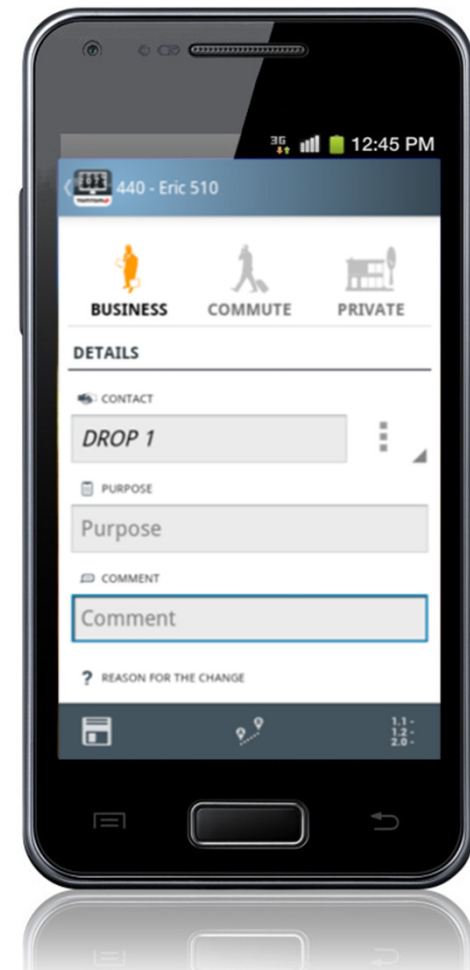 3G 12:45 PM
440 - Eric 510
BUSINESS COMMUTE PRIVATE
DETAILS
CONTACT
DROP 1
PURPOSE
Purpose
COMMENT
Comment
? REASON FOR THE CHANGE
1.1 -
1.2 -
2.0 -